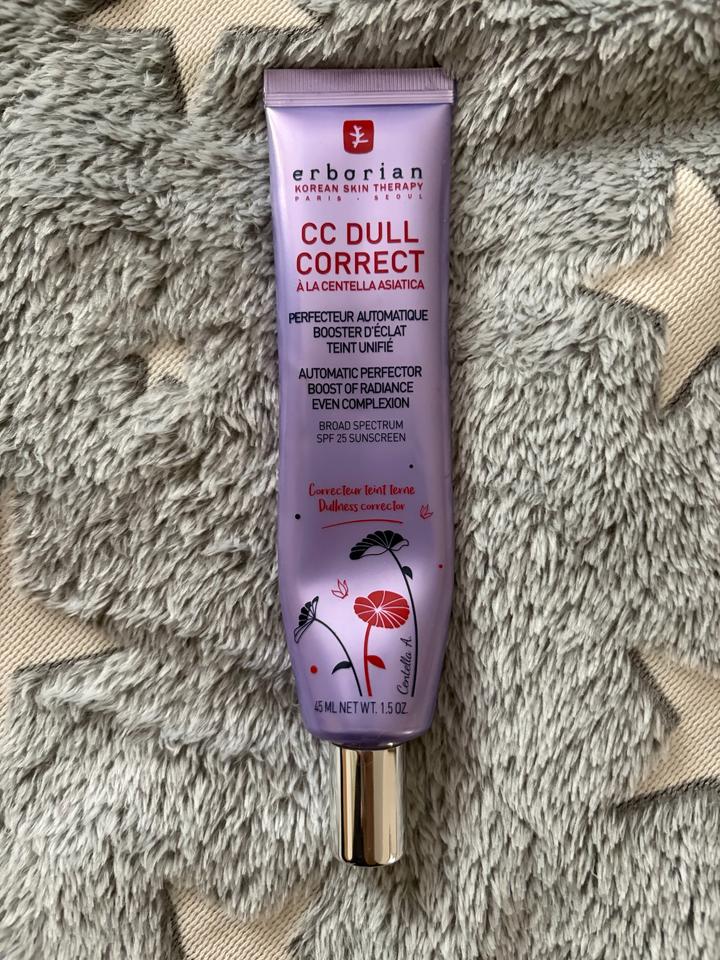 erborian
KOREAN SKIN THERAPY
PARIS . SEOUL
CC DULL
CORRECT
À LA CENTELLA ASIATICA
PERFECTEUR AUTOMATIQUE
BOOSTER D'ÉCLAT
TEINT UNIFIÉ
AUTOMATIC PERFECTOR
BOOST OF RADIANCE
EVEN COMPLEXION
BROAD SPECTRUM
SPF 25 SUNSCREEN
Correcteur teint terne
Dullness corrector
Centella A.
45 ML NET WT. 1.5 OZ.